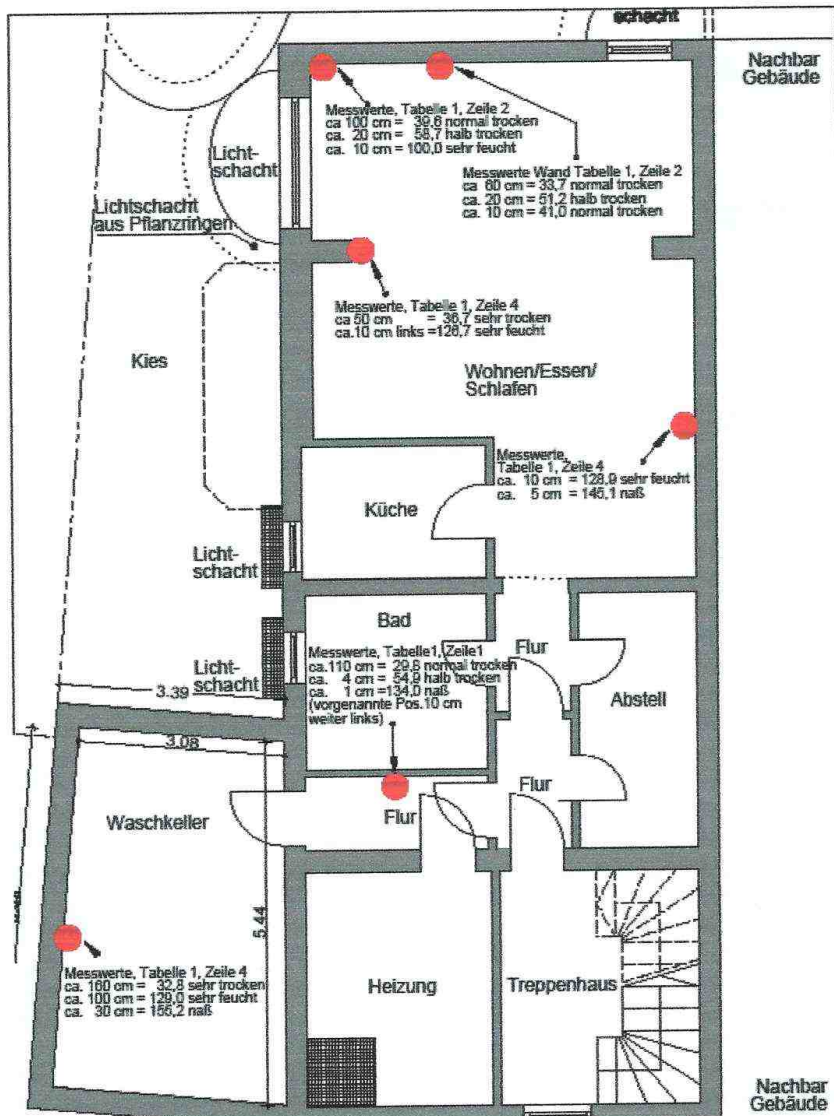 schacht
Nachbar
Gebäude
Messwerte, Tabelle 1, Zeile 2
ca 100 cm = 39,6 normal trocken
ca. 20 cm = 58,7 halb trocken
ca. 10 cm = 100,0 sehr feucht
Licht-
schacht
Messwerte Wand Tabelle 1, Zeile 2
ca. 60 cm = 33,7 normal trocken
ca. 20 cm = 51,2 halb trocken
ca. 10 cm = 41,0 normal trocken
Lichtschacht
aus Pflanzringen
Messwerte, Tabelle 1, Zeile 4
ca 50 cm = 36,7 sehr trocken
ca.10 cm links =126,7 sehr feucht
Kies
Wohnen/Essen/
Schlafen
Messwerte,
Tabelle 1, Zeile 4
ca. 10 cm = 128,9 sehr feucht
ca. 5 cm = 145,1 naß
Küche
Licht-
schacht
Bad
Messwerte, Tabelle1, Zeile1
ca.110 cm = 29,8 normal trocken
ca. 4 cm = 54,9 halb trocken
ca. 1 cm =134,0 naß
(vorgenannte Pos.10 cm
weiter links)
Flur
Licht-
schacht
Abstell
3.39
3.08
Flur
Waschkeller
Flur
5.44
Messwerte, Tabelle 1, Zeile 4
ca. 160 cm = 32,8 sehr trocken
ca. 100 cm = 129,0 sehr feucht
ca. 30 cm = 155,2 naß
Heizung
Treppenhaus
Nachbar
Gebäude